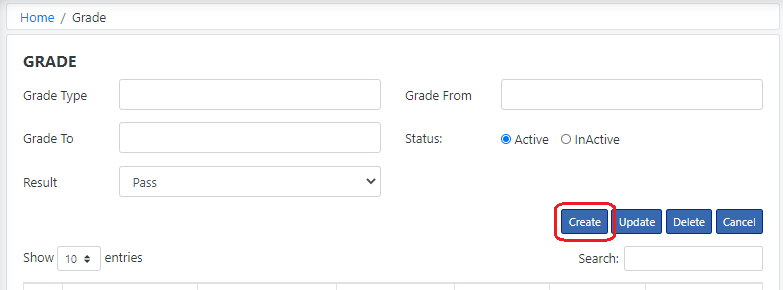 Home / Grade
GRADE
Grade Type
Grade From
Grade To
Status: Active InActive
Result Pass
Create Update Delete Cancel
Show 10 entries Search: